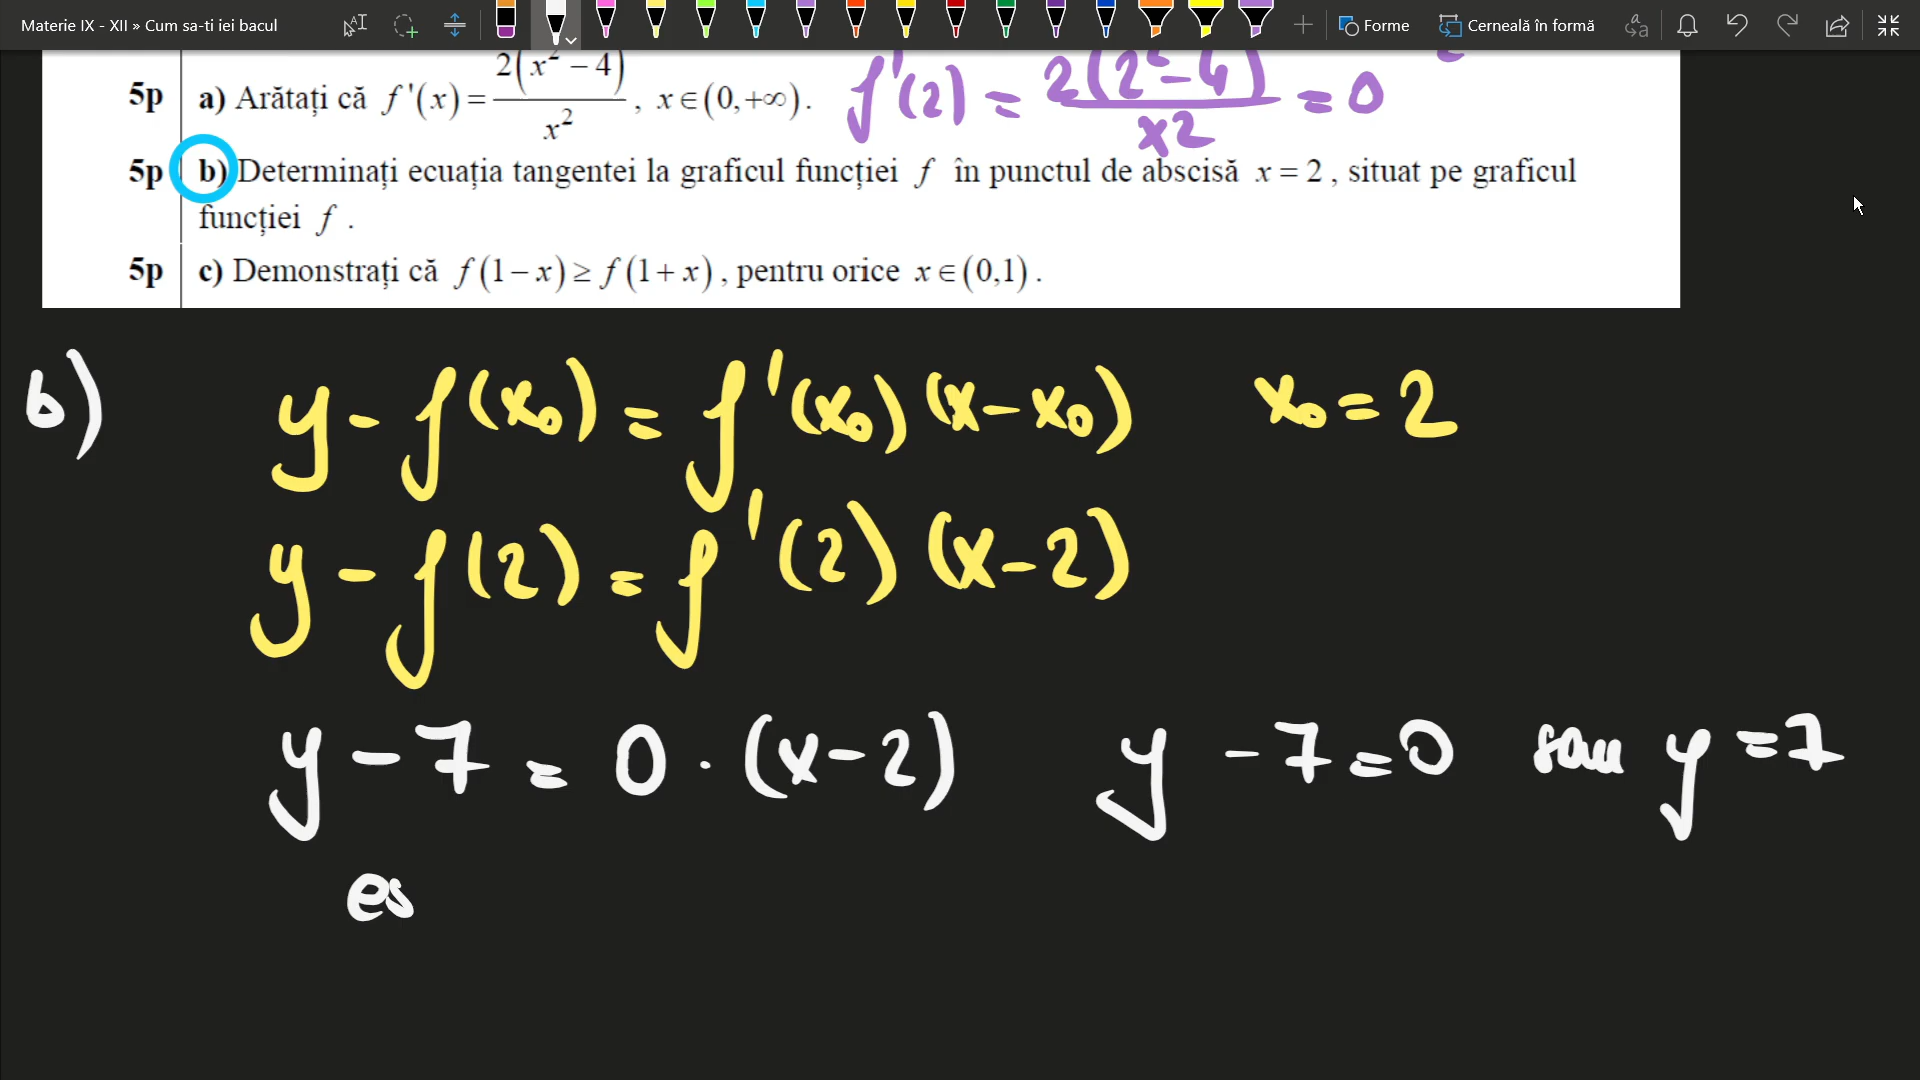 Materie IX - XII » Cum sa-ti iei bacul
Forme
Cerneală în formă
5p a) Arătați că f'(x) = 2(x² − 4) / x² , x ∈ (0,+∞). f'(2) = 2(2² − 4) / x2 = 0
5p b) Determinați ecuația tangentei la graficul funcției f în punctul de abscisă x = 2 , situat pe graficul
funcției f .
5p c) Demonstrați că f(1 − x) ≥ f(1 + x) , pentru orice x ∈ (0,1) .
b) y - f(x₀) = f'(x₀)(x - x₀) x₀ = 2
y - f(2) = f'(2)(x - 2)
y - 7 = 0 · (x - 2) y - 7 = 0 sau y = 7
es